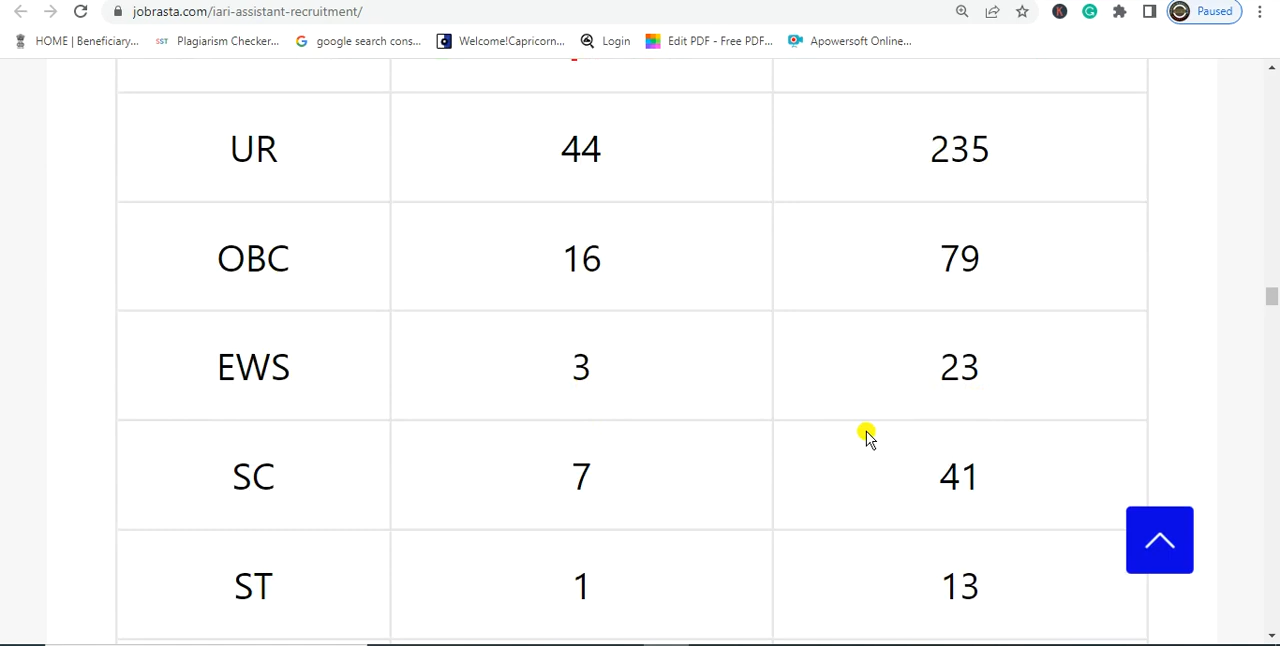 jobrasta.com/iari-assistant-recruitment/
K
G
Paused
HOME | Beneficiary...
SST Plagiarism Checker...
G google search cons...
Welcome!Capricorn...
Login
Edit PDF - Free PDF...
Apowersoft Online...
UR 44 235
OBC 16 79
EWS 3 23
SC 7 41
ST 1 13